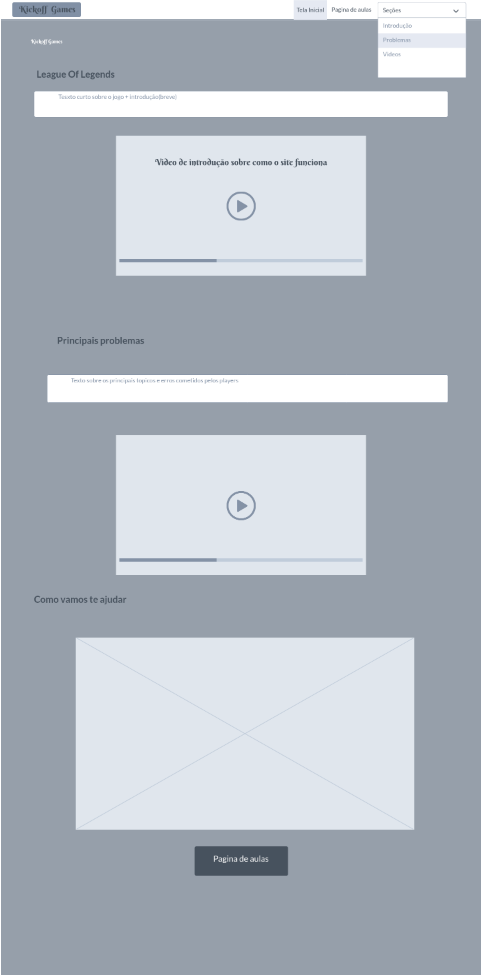 Kickoff Games
Tela Inicial Pagina de aulas Seções
Introdução
Problemas
Videos
Kickoff Games
League Of Legends
Texto curto sobre o jogo + introdução(breve)
Video de introdução sobre como o site funciona
Principais problemas
Texto sobre os principais topicos e erros cometidos pelos players
Como vamos te ajudar
Pagina de aulas